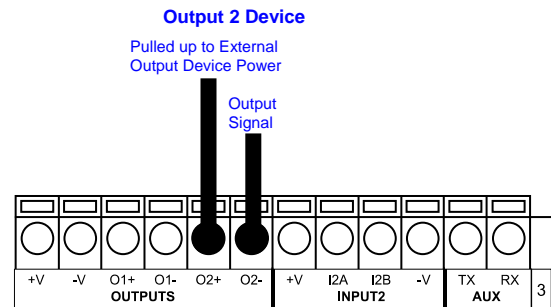 Output 2 Device
Pulled up to External
Output Device Power
Output
Signal
+V -V O1+ O1- O2+ O2- +V I2A I2B -V TX RX
OUTPUTS INPUT2 AUX 3